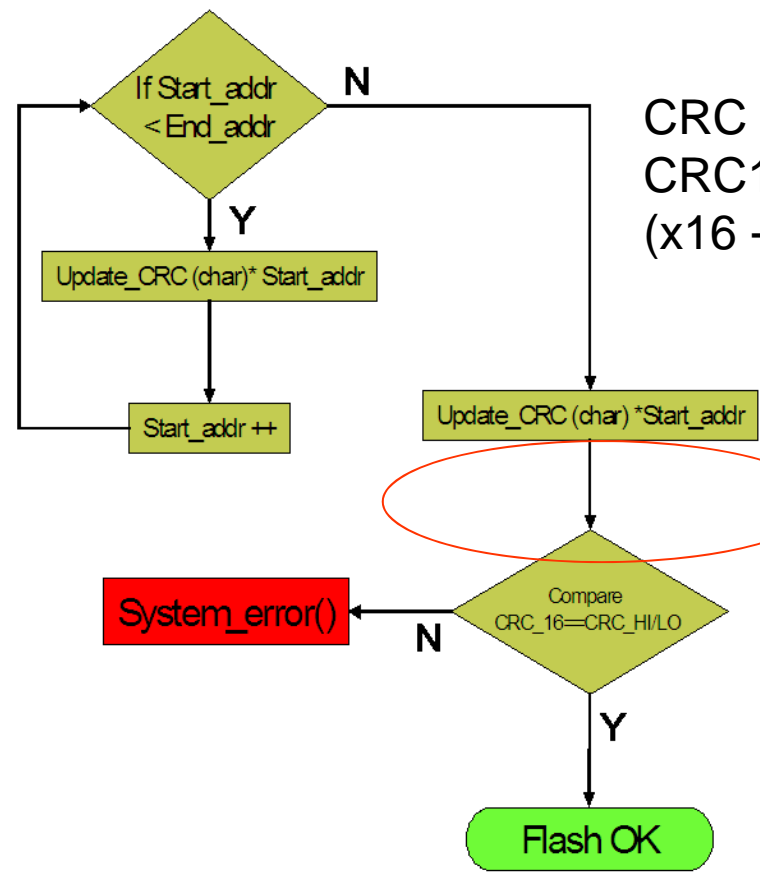 If Start_addr
< End_addr
N
CRC
CRC1
(x16 -
Y
Update_CRC (char)* Start_addr
Start_addr ++
Update_CRC (char) *Start_addr
System_error()
N
Compare
CRC_16==CRC_HI/LO
Y
Flash OK